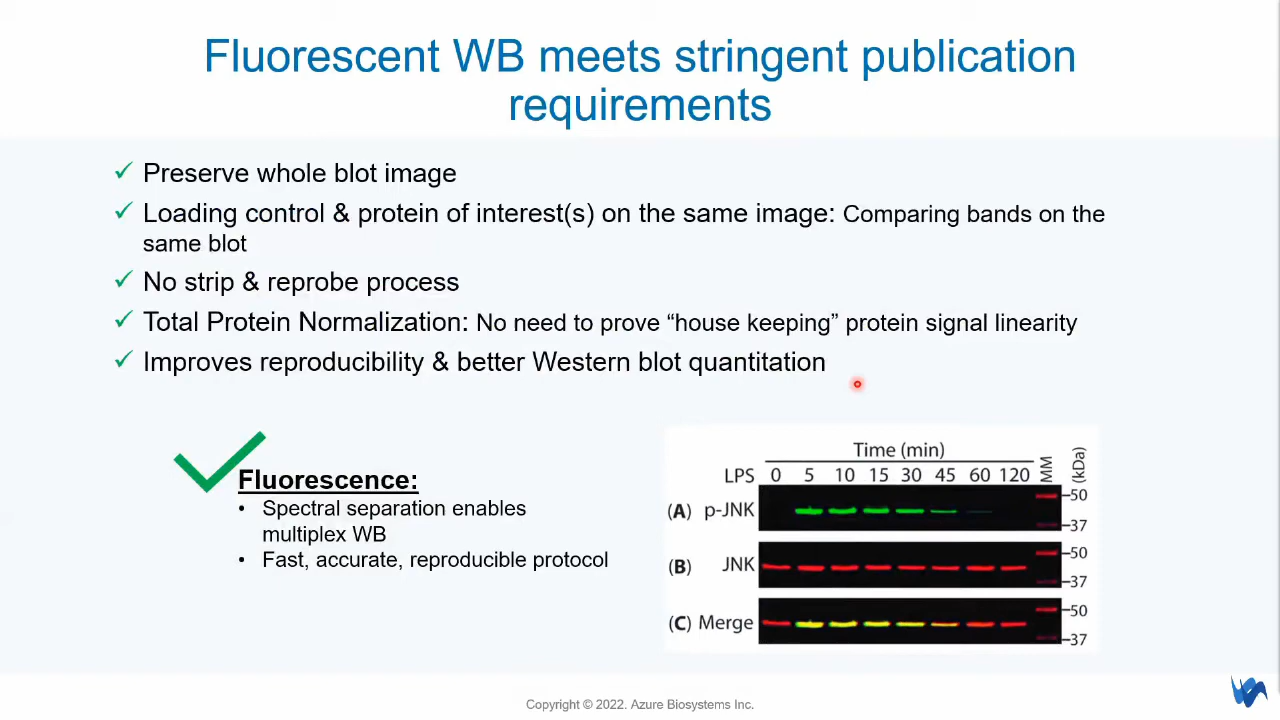 Fluorescent WB meets stringent publication
requirements
✓ Preserve whole blot image
✓ Loading control & protein of interest(s) on the same image: Comparing bands on the
same blot
✓ No strip & reprobe process
✓ Total Protein Normalization: No need to prove “house keeping” protein signal linearity
✓ Improves reproducibility & better Western blot quantitation
Fluorescence:
• Spectral separation enables
multiplex WB
• Fast, accurate, reproducible protocol
Time (min)
LPS 0 5 10 15 30 45 60 120 MM (kDa)
(A) p-JNK
50
37
(B) JNK
50
37
(C) Merge
50
37
Copyright © 2022. Azure Biosystems Inc.